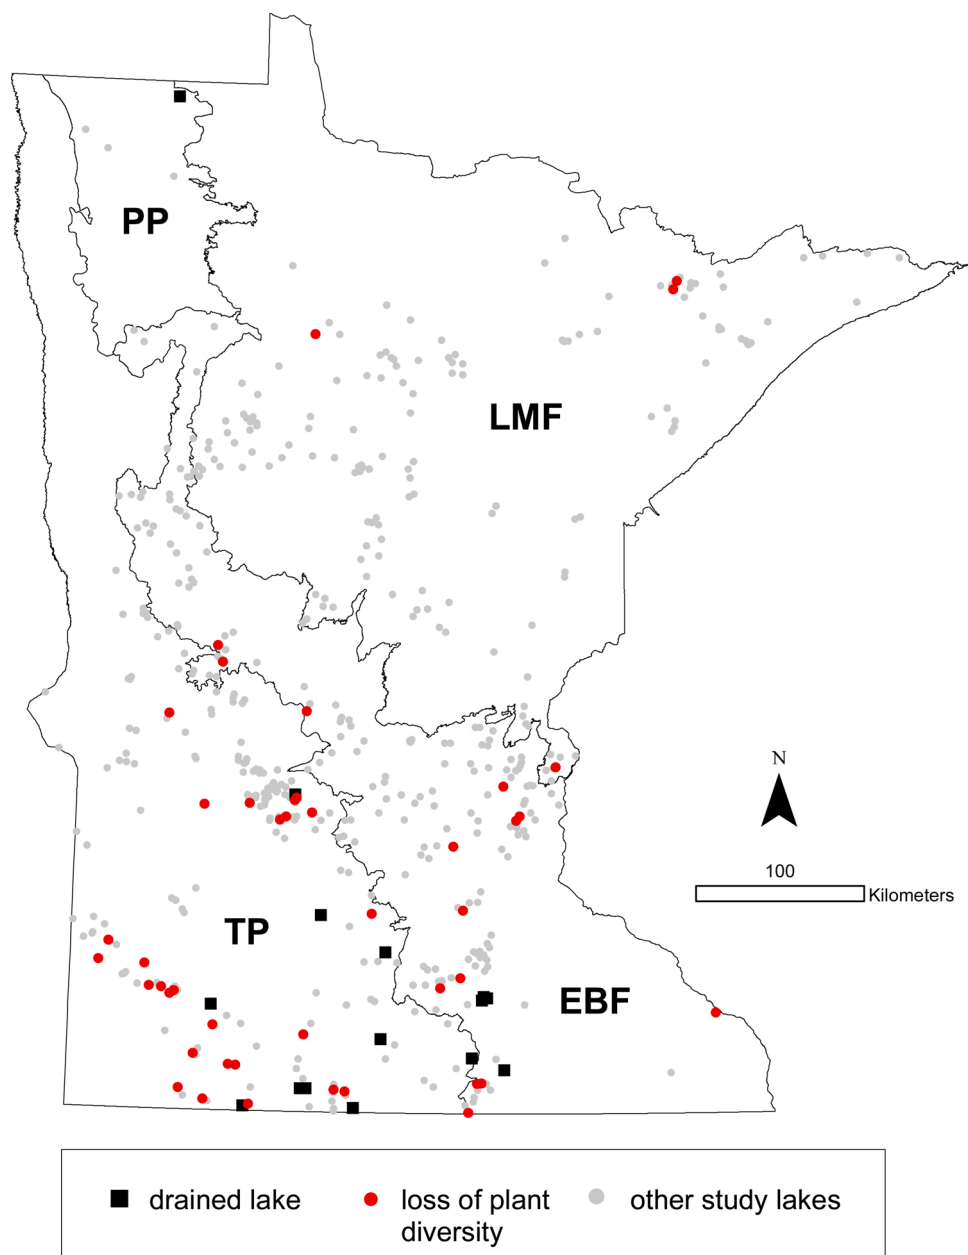 PP
LMF
N
100
Kilometers
TP
EBF
drained lake
loss of plant
diversity
other study lakes